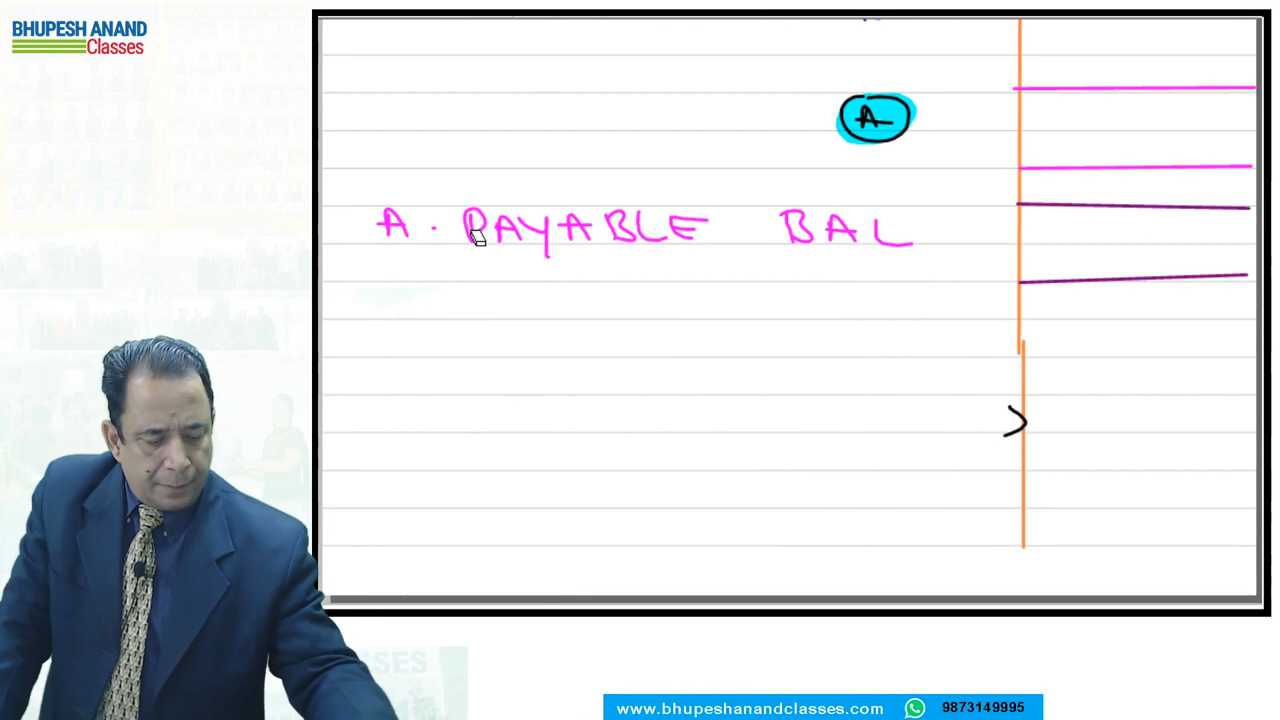 BHUPESH ANAND
Classes
A
A. PAYABLE BAL
www.bhupeshanandclasses.com 9873149995